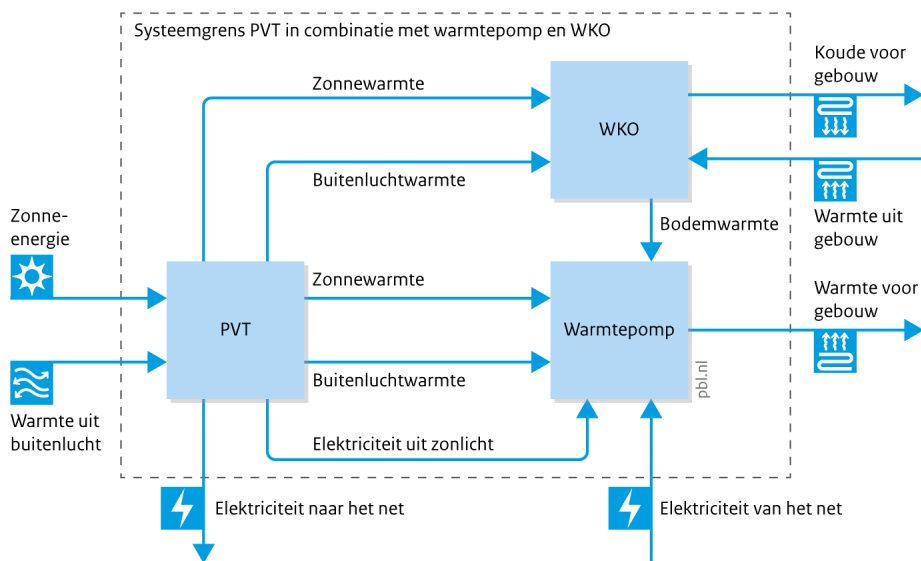 Systeemgrens PVT in combinatie met warmtepomp en WKO
Koude voor
gebouw
Zonnewarmte
WKO
Buitenluchtwarmte
Zonne-
energie
Bodemwarmte
Warmte uit
gebouw
Zonnewarmte
Warmte voor
gebouw
PVT
Warmtepomp
Buitenluchtwarmte
pbl.nl
Warmte uit
buitenlucht
Elektriciteit uit zonlicht
Elektriciteit naar het net
Elektriciteit van het net